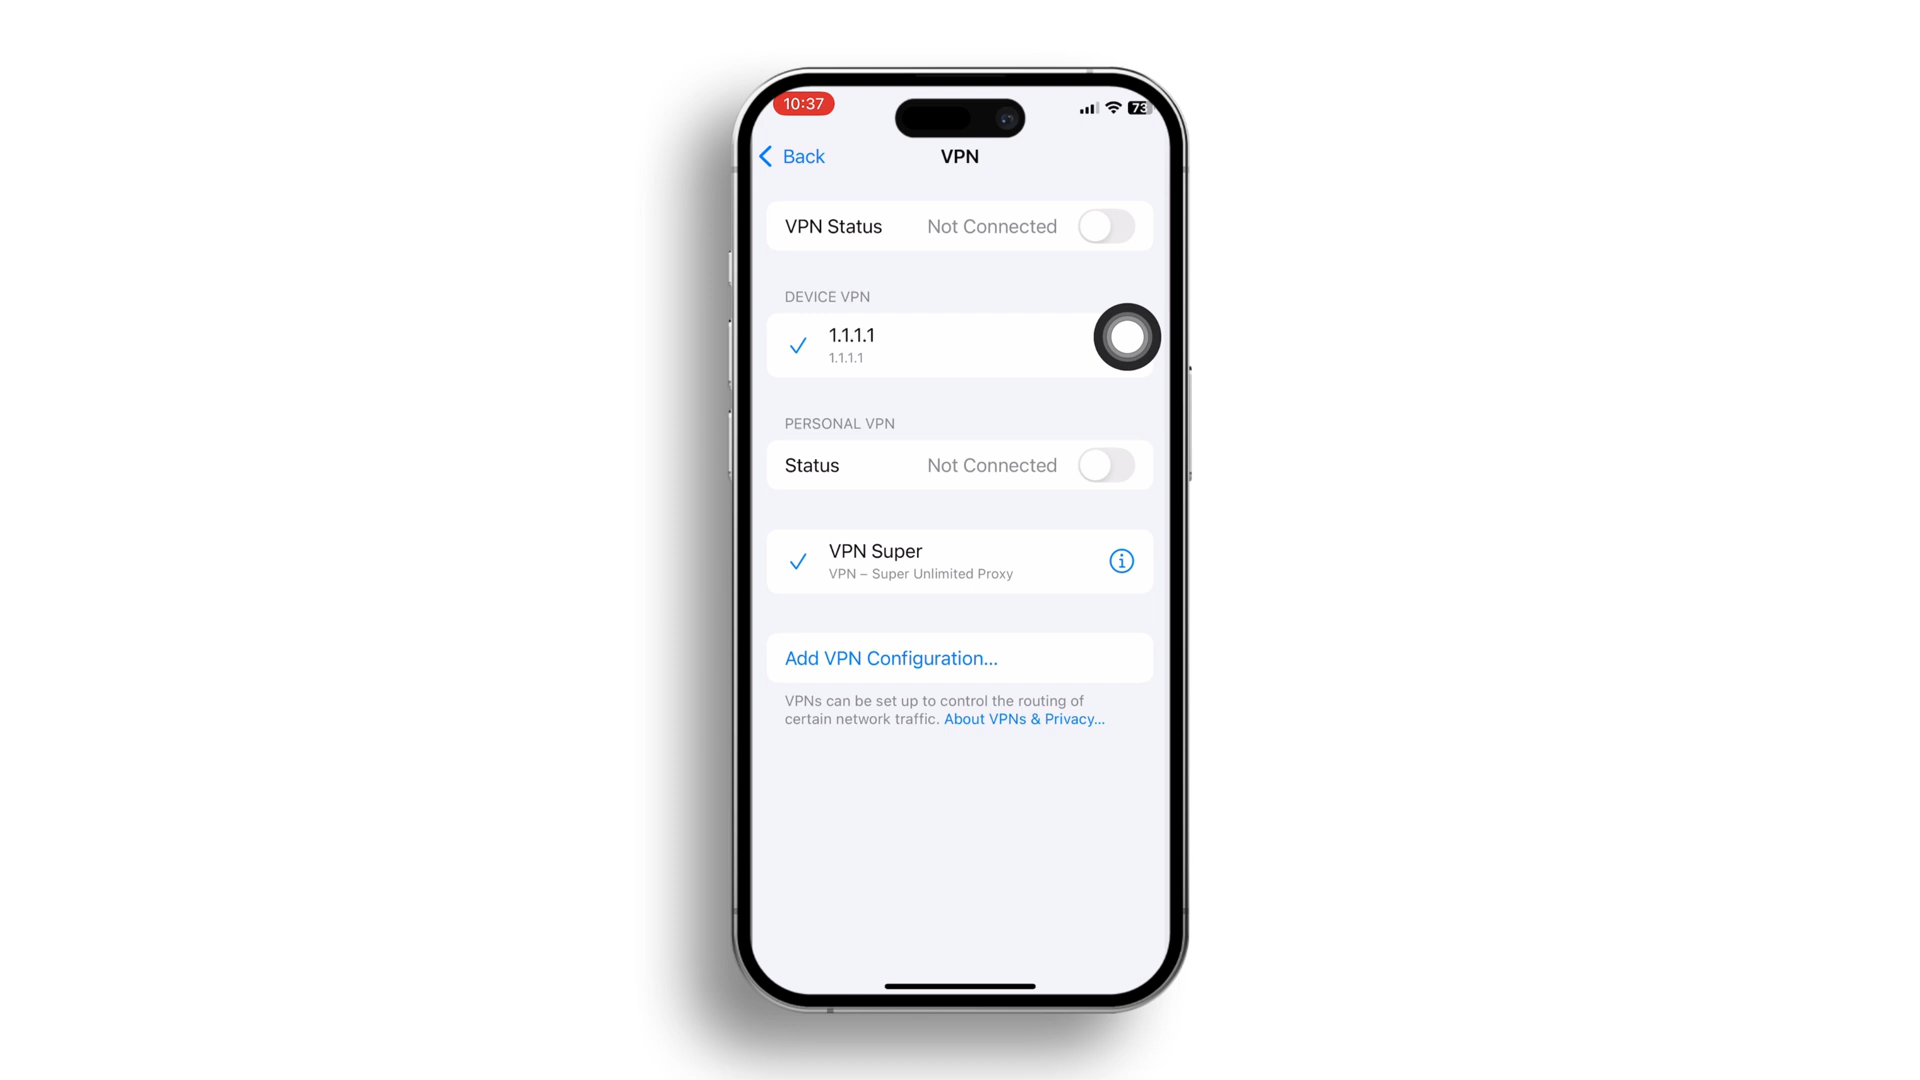 10:37
73
Back
VPN
VPN Status Not Connected
DEVICE VPN
1.1.1.1
1.1.1.1
PERSONAL VPN
Status Not Connected
VPN Super
VPN – Super Unlimited Proxy
Add VPN Configuration...
VPNs can be set up to control the routing of
certain network traffic. About VPNs & Privacy...